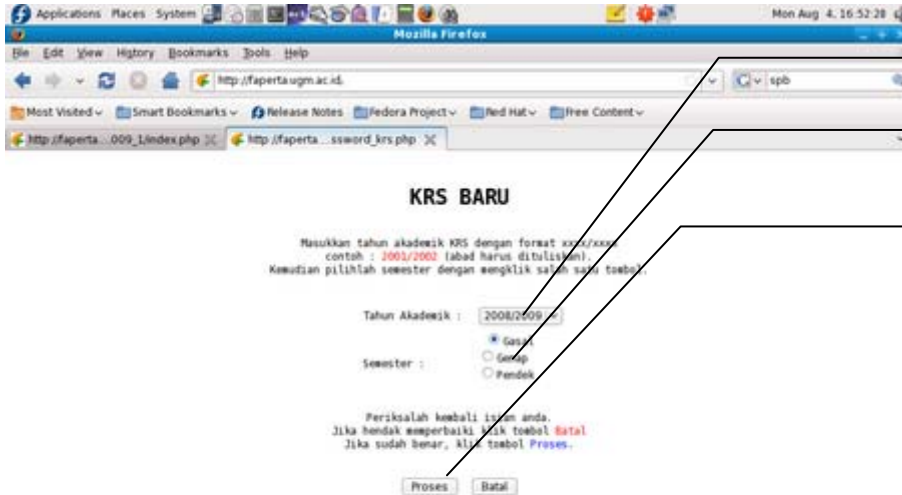 Applications Places System Mon Aug 4, 16:52:28
Mozilla Firefox
File Edit View History Bookmarks Tools Help
http://faperta.ugm.ac.id, spb
Most Visited Smart Bookmarks Release Notes Fedora Project Red Hat Free Content
http://faperta...009_1/index.php http://faperta...ssword_krs.php
KRS BARU
Masukkan tahun akademik KRS dengan format xxxx/xxxx
contoh : 2001/2002 (abad harus dituliskan).
Kemudian pilihlah semester dengan mengklik salah satu tombol.
Tahun Akademik : 2008/2009
Gasal
Semester : Genap
Pendek
Periksalah kembali isian anda.
Jika hendak memperbaiki klik tombol Batal
Jika sudah benar, klik tombol Proses.
Proses Batal